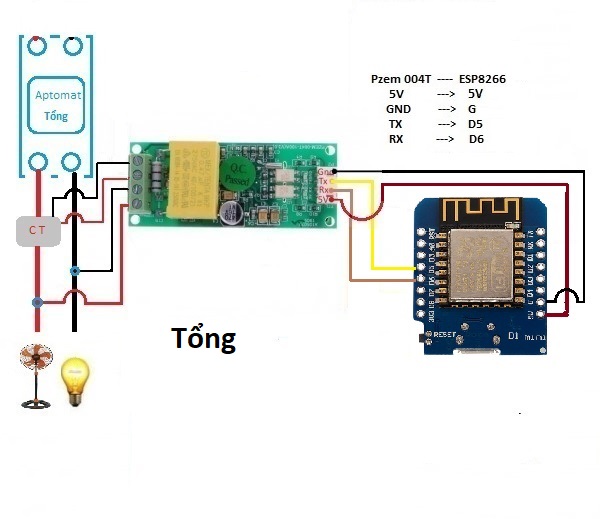 Aptomat
Tổng
Pzem 004T ---- ESP8266
5V ---> 5V
GND ---> G
TX ---> D5
RX ---> D6
Q.C
Passed
Gnd
Tx
Rx
5V
CT
RST
RESET
D1 mini
Tổng